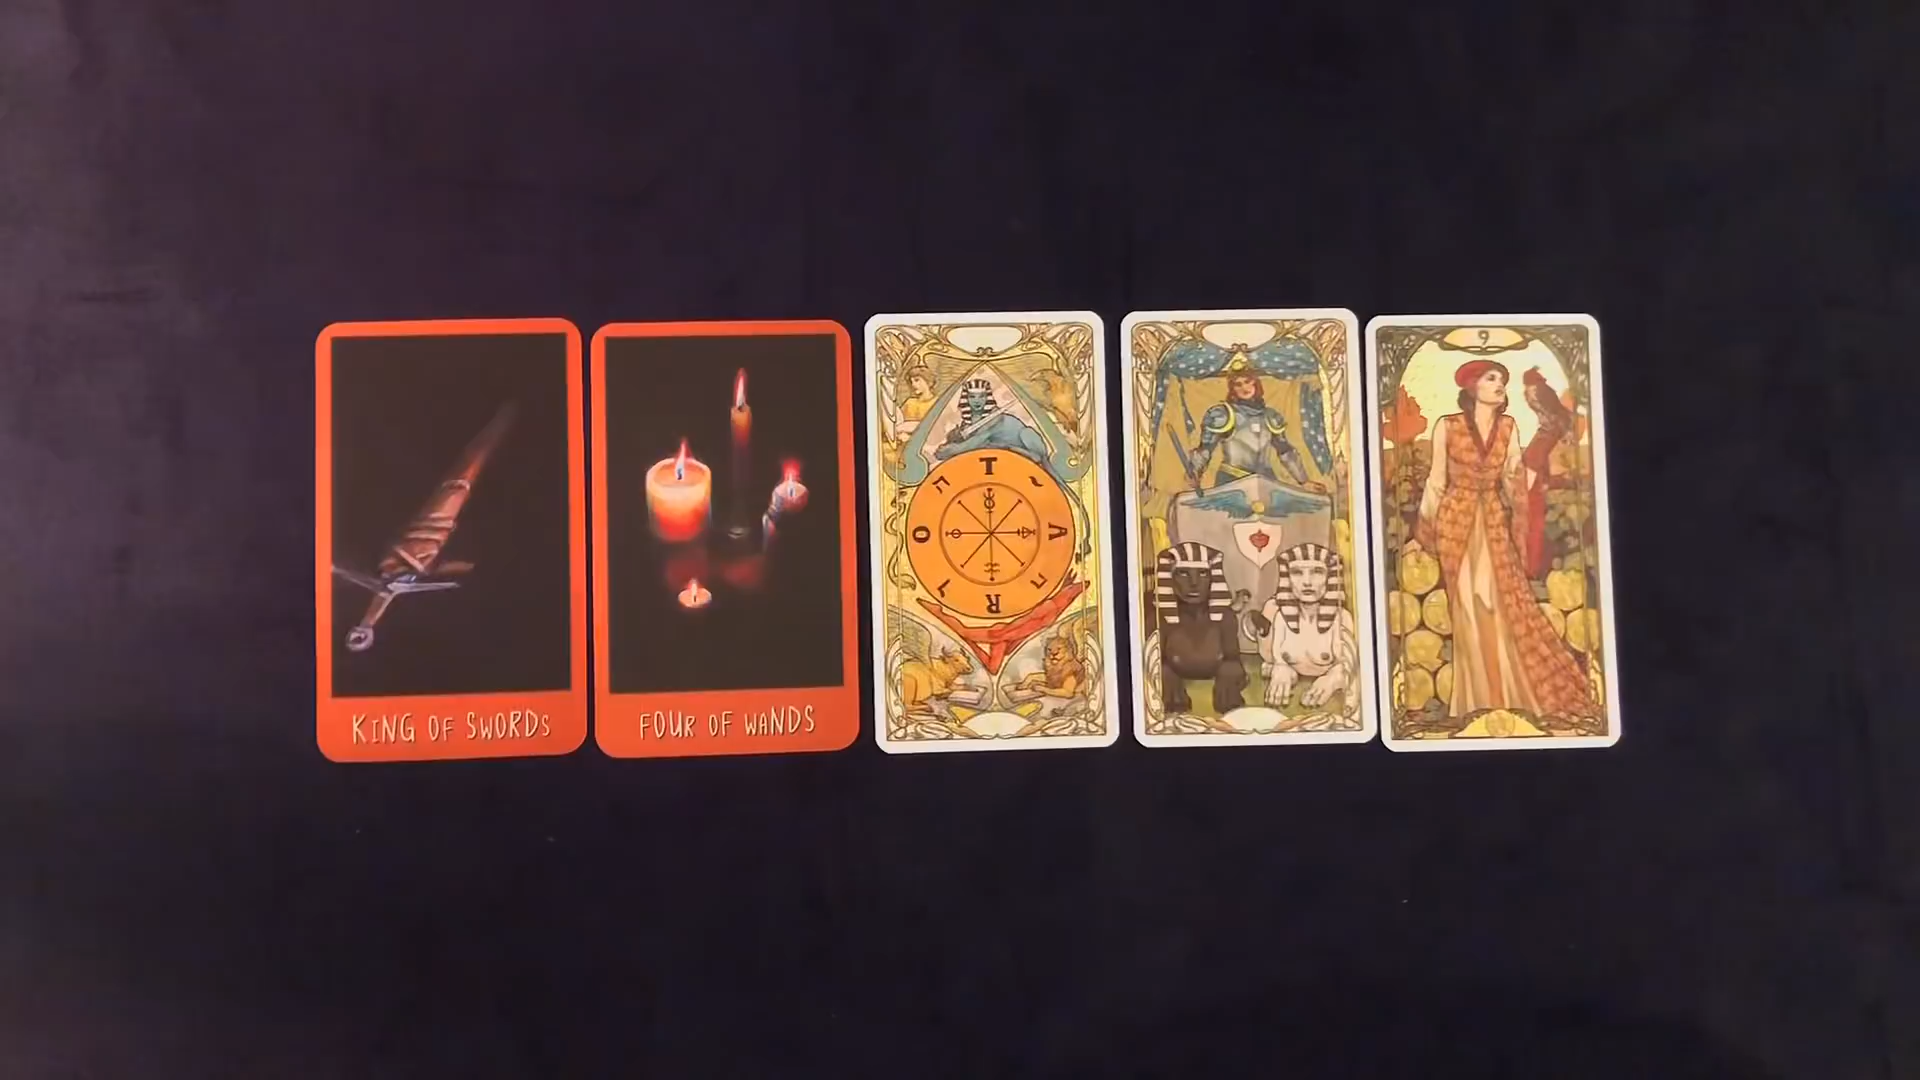 KING OF SWORDS
FOUR OF WANDS
T
A
R
O
י
ה
ו
ה
9